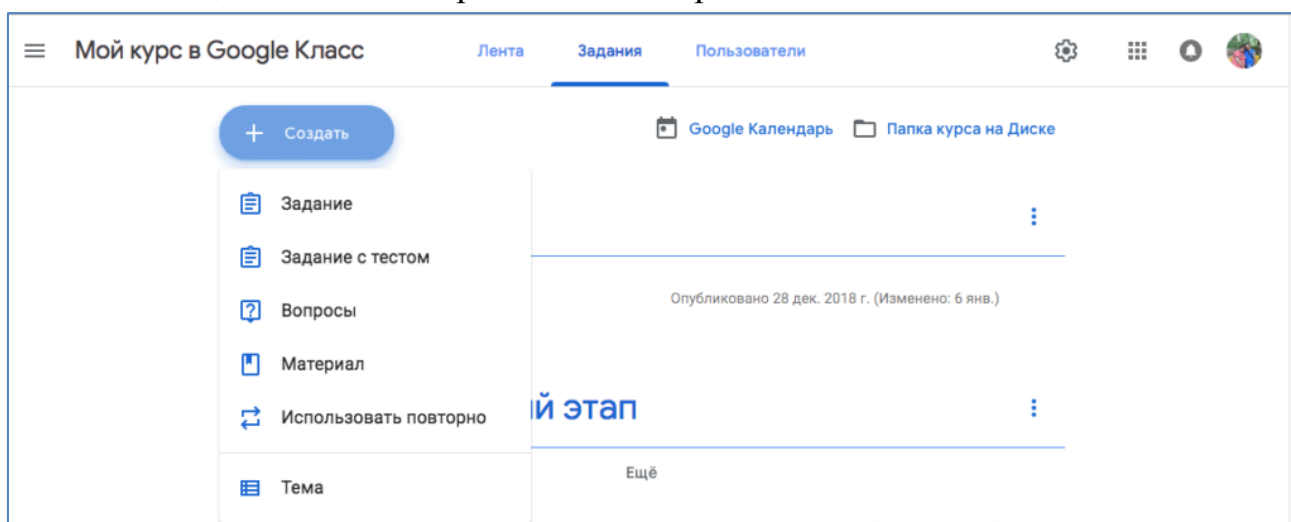 Мой курс в Google Класс Лента Задания Пользователи
Создать Google Календарь Папка курса на Диске
Задание
Задание с тестом
Опубликовано 28 дек. 2018 г. (Изменено: 6 янв.)
Вопросы
Материал
Использовать повторно этап
Ещё
Тема